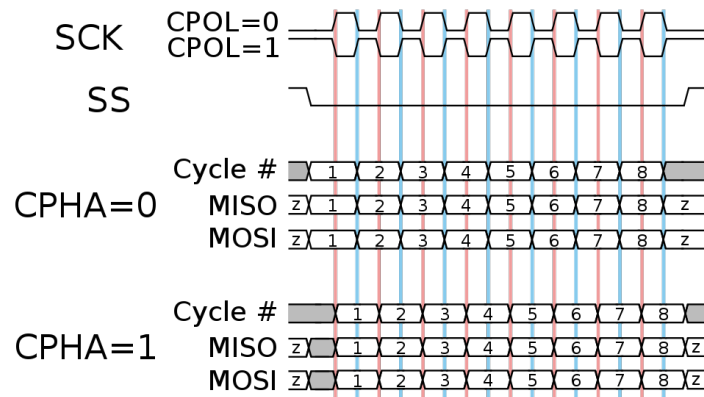 SCK CPOL=0
CPOL=1
SS
Cycle # 1 2 3 4 5 6 7 8
CPHA=0 MISO z 1 2 3 4 5 6 7 8 z
MOSI z 1 2 3 4 5 6 7 8 z
Cycle # 1 2 3 4 5 6 7 8
CPHA=1 MISO z 1 2 3 4 5 6 7 8 z
MOSI z 1 2 3 4 5 6 7 8 z